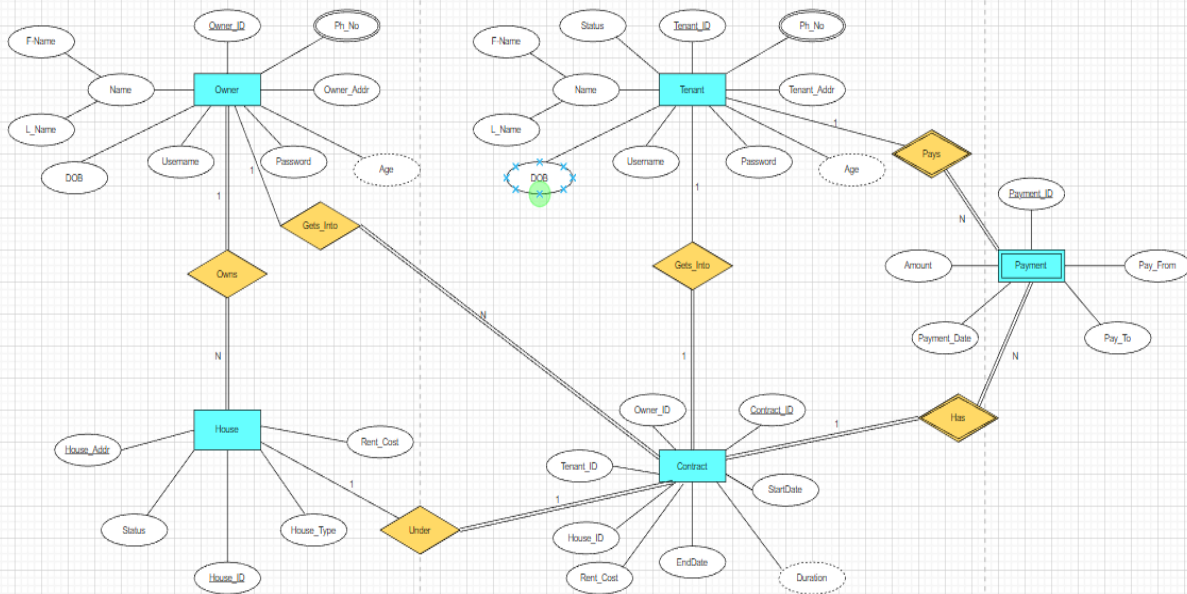 Owner_ID
Ph_No
F-Name
Name
Owner
Owner_Addr
L_Name
DOB
Username
Password
Age
1
1
Gets_Into
Owns
N
N
House
House_Addr
Rent_Cost
Status
House_Type
House_ID
1
Under
1
Status
Tenant_ID
Ph_No
F-Name
Name
Tenant
Tenant_Addr
L_Name
DOB
Username
Password
Age
1
Pays
N
1
Gets_Into
1
Payment_ID
Amount
Payment
Pay_From
Payment_Date
Pay_To
N
Has
1
Owner_ID
Contract_ID
Tenant_ID
Contract
StartDate
House_ID
EndDate
Rent_Cost
Duration